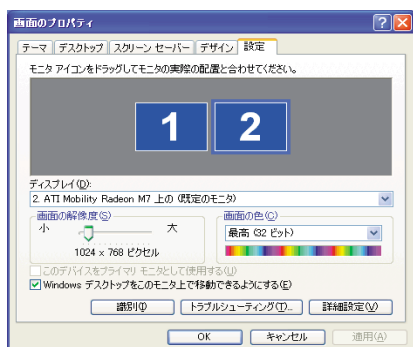 画面のプロパティ
テーマ デスクトップ スクリーン セーバー デザイン 設定
モニタ アイコンをドラッグしてモニタの実際の配置と合わせてください。
1 2
ディスプレイ(D):
2. ATI Mobility Radeon M7 上の (既定のモニタ)
画面の解像度(S) 画面の色(C)
小 大 最高 (32 ビット)
1024 x 768 ピクセル
このデバイスをプライマリ モニタとして使用する(U)
Windows デスクトップをこのモニタ上で移動できるようにする(E)
識別(I) トラブルシューティング(T)... 詳細設定(V)
OK キャンセル 適用(A)